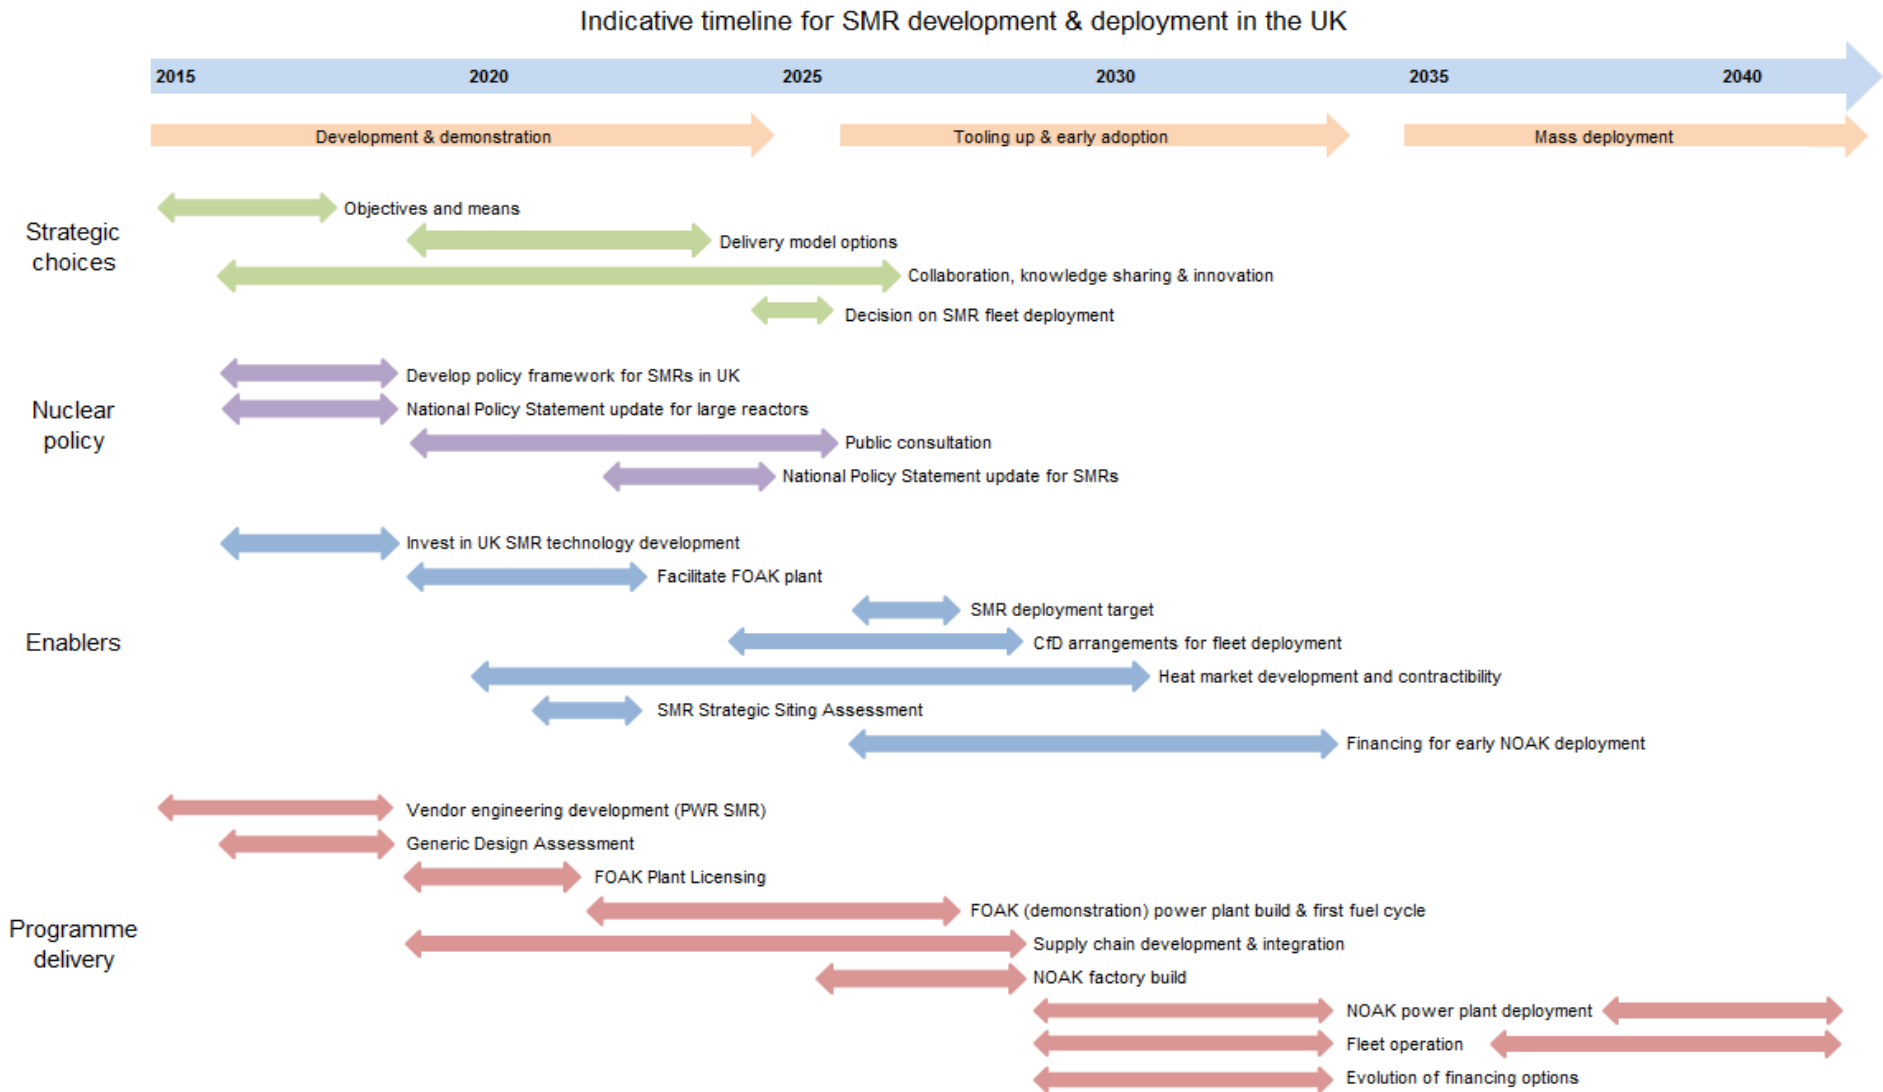 Indicative timeline for SMR development & deployment in the UK
2015 2020 2025 2030 2035 2040
Development & demonstration Tooling up & early adoption Mass deployment
Strategic
choices
Objectives and means
Delivery model options
Collaboration, knowledge sharing & innovation
Decision on SMR fleet deployment
Nuclear
policy
Develop policy framework for SMRs in UK
National Policy Statement update for large reactors
Public consultation
National Policy Statement update for SMRs
Enablers
Invest in UK SMR technology development
Facilitate FOAK plant
SMR deployment target
CfD arrangements for fleet deployment
Heat market development and contractibility
SMR Strategic Siting Assessment
Financing for early NOAK deployment
Programme
delivery
Vendor engineering development (PWR SMR)
Generic Design Assessment
FOAK Plant Licensing
FOAK (demonstration) power plant build & first fuel cycle
Supply chain development & integration
NOAK factory build
NOAK power plant deployment
Fleet operation
Evolution of financing options